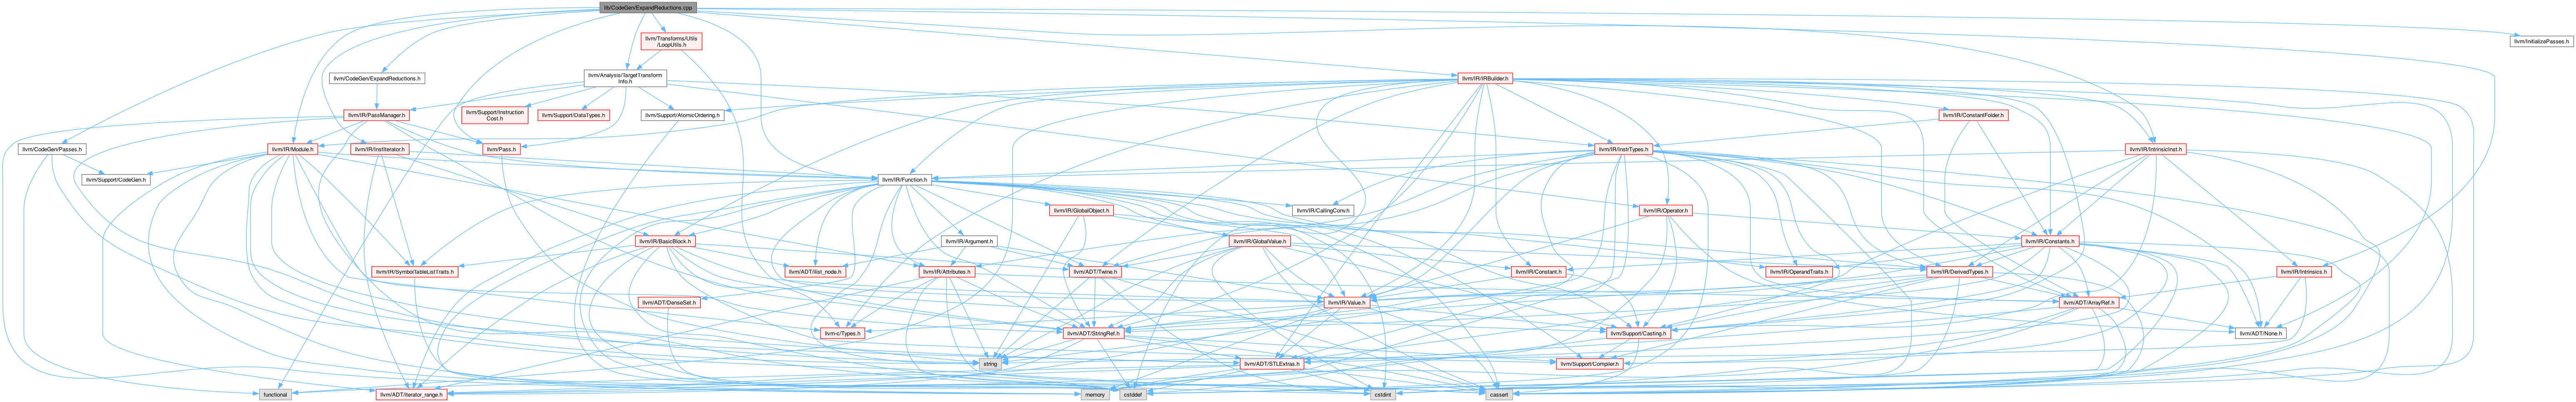 lib/CodeGen/ExpandReductions.cpp
llvm/Transforms/Utils
/LoopUtils.h
llvm/InitializePasses.h
llvm/CodeGen/ExpandReductions.h
llvm/Analysis/TargetTransform
Info.h
llvm/IR/IRBuilder.h
llvm/IR/PassManager.h
llvm/Support/Instruction
Cost.h
llvm/Support/DataTypes.h
llvm/Support/AtomicOrdering.h
llvm/IR/ConstantFolder.h
llvm/CodeGen/Passes.h
llvm/IR/Module.h
llvm/IR/InstIterator.h
llvm/Pass.h
llvm/IR/InstrTypes.h
llvm/IR/IntrinsicInst.h
llvm/Support/CodeGen.h
llvm/IR/Function.h
llvm/IR/GlobalObject.h
llvm/IR/CallingConv.h
llvm/IR/Operator.h
llvm/IR/BasicBlock.h
llvm/IR/Argument.h
llvm/IR/GlobalValue.h
llvm/IR/Constants.h
llvm/IR/SymbolTableListTraits.h
llvm/ADT/ilist_node.h
llvm/IR/Attributes.h
llvm/ADT/Twine.h
llvm/IR/Constant.h
llvm/IR/OperandTraits.h
llvm/IR/DerivedTypes.h
llvm/IR/Intrinsics.h
llvm/ADT/DenseSet.h
llvm/IR/Value.h
llvm/ADT/ArrayRef.h
llvm-c/Types.h
llvm/ADT/StringRef.h
llvm/Support/Casting.h
llvm/ADT/None.h
string
llvm/ADT/STLExtras.h
llvm/Support/Compiler.h
functional
llvm/ADT/iterator_range.h
memory
cstddef
cstdint
cassert